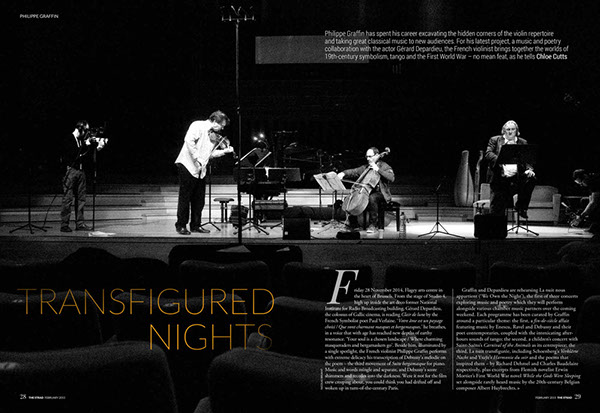 PHILIPPE GRAFFIN
Philippe Graffin has spent his career excavating the hidden corners of the violin repertoire
and taking great classical music to new audiences. For his latest project, a music and poetry
collaboration with the actor Gérard Depardieu, the French violinist brings together the worlds of
19th-century symbolism, tango and the First World War – no mean feat, as he tells Chloe Cutts
TRANSFIGURED
NIGHTS
Friday 28 November 2014, Flagey arts centre in
the heart of Brussels. From the stage of Studio 4,
high up inside the art deco former National
Institute for Radio Broadcasting building, Gérard Depardieu,
the colossus of Gallic cinema, is reading Clair de lune by the
French Symbolist poet Paul Verlaine. 'Votre âme est un paysage
choisi / Que vont charmant masques et bergamasques,' he breathes,
in a voice that with age has reached new depths of earthy
resonance. 'Your soul is a chosen landscape / Where charming
masqueraders and bergamaskers go'. Beside him, illuminated by
a single spotlight, the French violinist Philippe Graffin performs
with extreme delicacy his transcription of Debussy's melodic
the poem – the third movement of Suite bergamasque for piano.
Music and words mingle and separate, and Debussy's score
shimmers and recedes into the darkness. Were it not for the film
crew creeping about, you could think you had drifted off and
woken up in turn-of-the-century Paris.
Graffin and Depardieu are rehearsing La nuit nous
appartient ('We Own the Night'), the first of three concerts
exploring music and poetry which they will perform
alongside various chamber music partners over the coming
weekend. Each programme has been curated by Graffin
around a particular theme: the first, a fin-de-siècle affair
featuring music by Enescu, Ravel and Debussy and their
poet contemporaries, coupled with the intoxicating after-
hours sounds of tango; the second, a children's concert with
Saint-Saëns's Carnival of the Animals as its centrepiece; the
third, La nuit transfigurée, including Schoenberg's Verklärte
Nacht and the poems that
inspired them – by Richard Dehmel and Charles Baudelaire
respectively, plus excerpts from Flemish novelist Erwin
Mortier's First World War novel While the Gods Were Sleeping
set alongside rarely heard music by the 20th-century Belgian
composer Albert Huybrechts.
28 THE STRAD FEBRUARY 2015
FEBRUARY 2015 THE STRAD 29